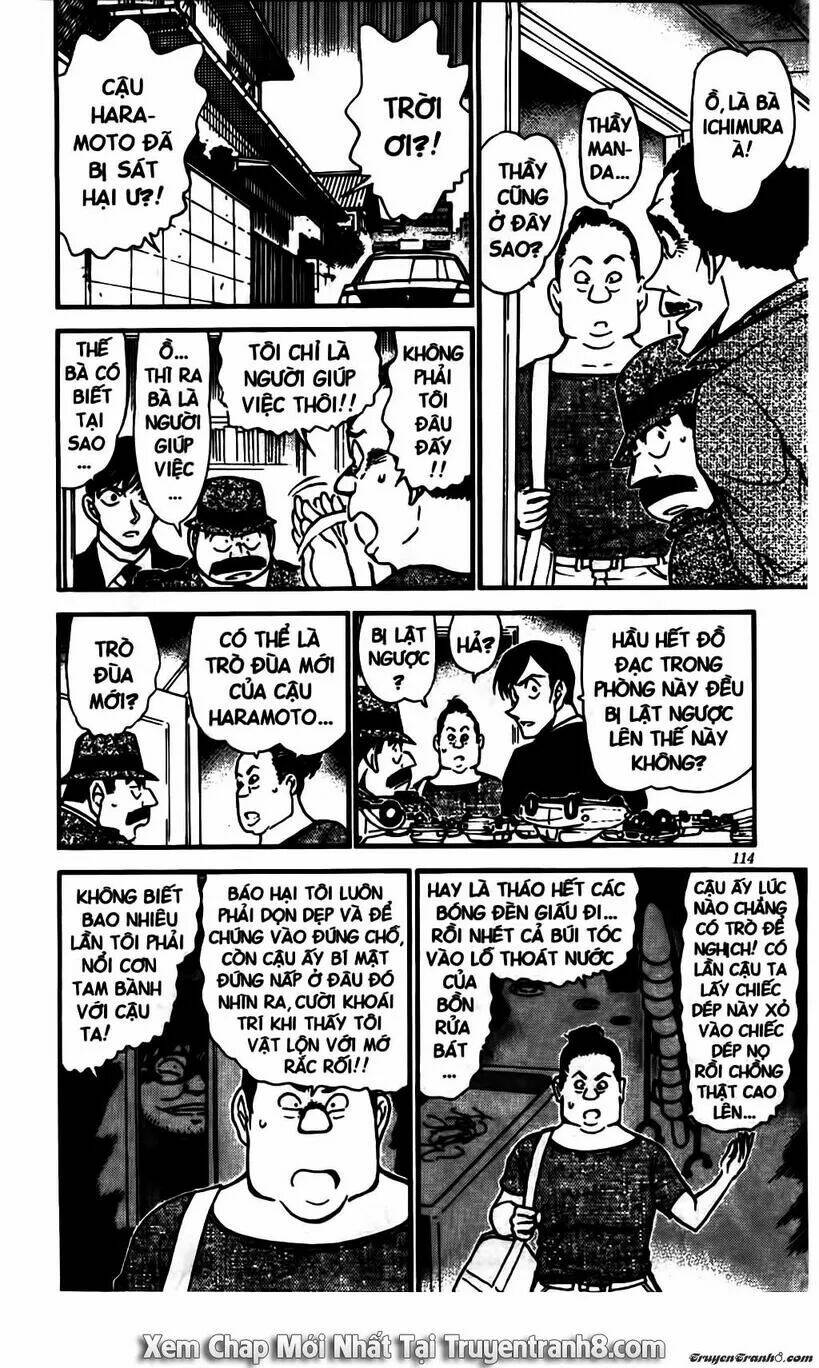 Ồ, LÀ BÀ
ICHIMURA
À!
THẦY
MAN-
DA...
THẦY
CŨNG
Ở ĐÂY
SAO?
TRỜI
ƠI?!
CẬU
HARA-
MOTO ĐÃ
BỊ SÁT
HẠI Ư?!
KHÔNG
PHẢI
TÔI
ĐÂU
ĐẤY
!!
TÔI CHỈ LÀ
NGƯỜI GIÚP
VIỆC THÔI!!
Ồ...
THÌ RA
BÀ LÀ
NGƯỜI
GIÚP
VIỆC
...
THẾ
BÀ CÓ
BIẾT
TẠI
SAO
...
HẦU HẾT ĐỒ
ĐẠC TRONG
PHÒNG NÀY ĐỀU
BỊ LẬT NGƯỢC
LÊN THẾ NÀY
KHÔNG?
HẢ?
BỊ LẬT
NGƯỢC
?
CÓ THỂ LÀ
TRÒ ĐÙA MỚI
CỦA CẬU
HARAMOTO...
TRÒ
ĐÙA
MỚI?
114
CẬU ẤY LÚC
NÀO CHẲNG
CÓ TRÒ ĐỂ
NGHỊCH! CÓ
LẦN CẬU TA
LẤY CHIẾC
DÉP NÀY XỎ
VÀO CHIẾC
DÉP NỌ
RỒI CHỒNG
THẬT CAO
LÊN...
HAY LÀ THÁO HẾT CÁC
BÓNG ĐÈN GIẤU ĐI...
RỒI NHÉT CẢ BÚI TÓC
VÀO LỖ THOÁT NƯỚC
CỦA
BỒN
RỬA
BÁT
...
BÁO HẠI TÔI LUÔN
PHẢI DỌN DẸP VÀ ĐỂ
CHÚNG VÀO ĐÚNG CHỖ,
CÒN CẬU ẤY BÍ MẬT
ĐỨNG NẤP Ở ĐÂU ĐÓ
NHÌN RA, CƯỜI KHOÁI
TRÍ KHI THẤY TÔI
VẬT LỘN VỚI MỚ
RẮC RỐI!!
KHÔNG BIẾT
BAO NHIÊU
LẦN TÔI PHẢI
NỔI CƠN
TAM BÀNH
VỚI CẬU
TA!
Xem Chap Mới Nhất Tại Truyentranh8.com
TruyenTranh8.com